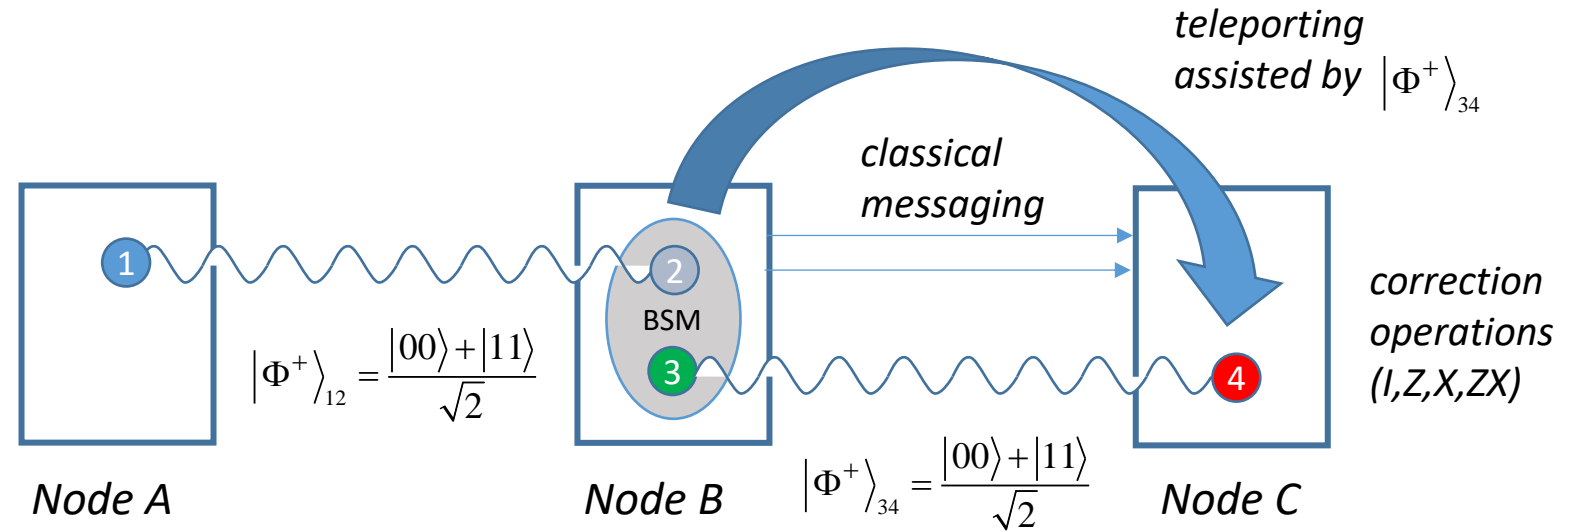 teleporting
assisted by |Φ⁺⟩₃₄
classical
messaging
1
2
BSM
3
4
correction
operations
(I,Z,X,ZX)
|Φ⁺⟩₁₂ = (|00⟩+|11⟩)/√2
|Φ⁺⟩₃₄ = (|00⟩+|11⟩)/√2
Node A
Node B
Node C